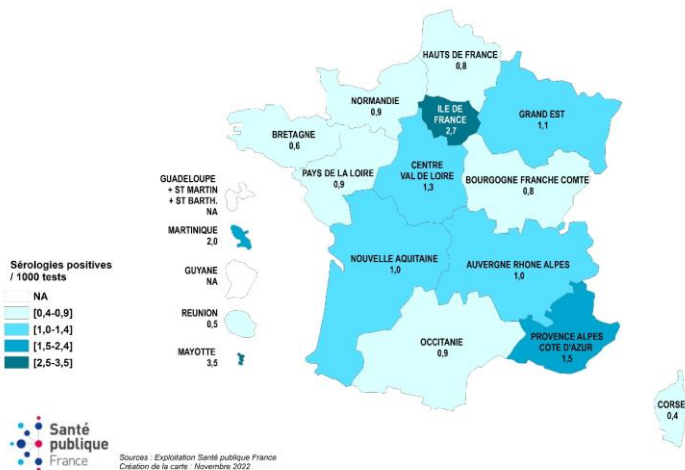 HAUTS DE FRANCE
0,8
NORMANDIE
0,9
ILE DE
FRANCE
2,7
GRAND EST
1,1
BRETAGNE
0,6
PAYS DE LA LOIRE
0,9
CENTRE
VAL DE LOIRE
1,3
BOURGOGNE FRANCHE COMTE
0,8
GUADELOUPE
+ ST MARTIN
+ ST BARTH.
NA
MARTINIQUE
2,0
GUYANE
NA
REUNION
0,5
MAYOTTE
3,5
NOUVELLE AQUITAINE
1,0
AUVERGNE RHONE ALPES
1,0
OCCITANIE
0,9
PROVENCE ALPES
COTE D'AZUR
1,5
CORSE
0,4
Sérologies positives
/ 1000 tests
NA
[0,4-0,9]
[1,0-1,4]
[1,5-2,4]
[2,5-3,5]
Santé
publique
France
Sources : Exploitation Santé publique France
Création de la carte : Novembre 2022